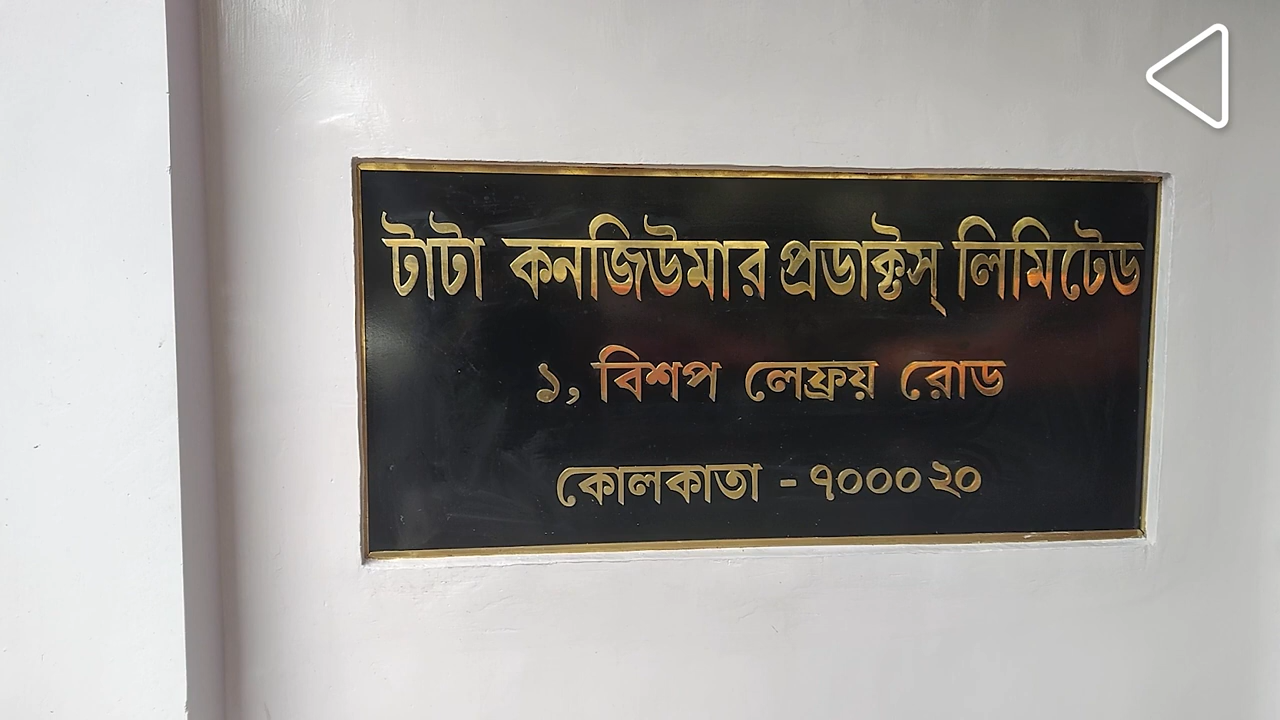 টাটা কনজিউমার প্রডাক্টস্ লিমিটেড
১, বিশপ লেফ্রয় রোড
কোলকাতা - ৭০০০২০